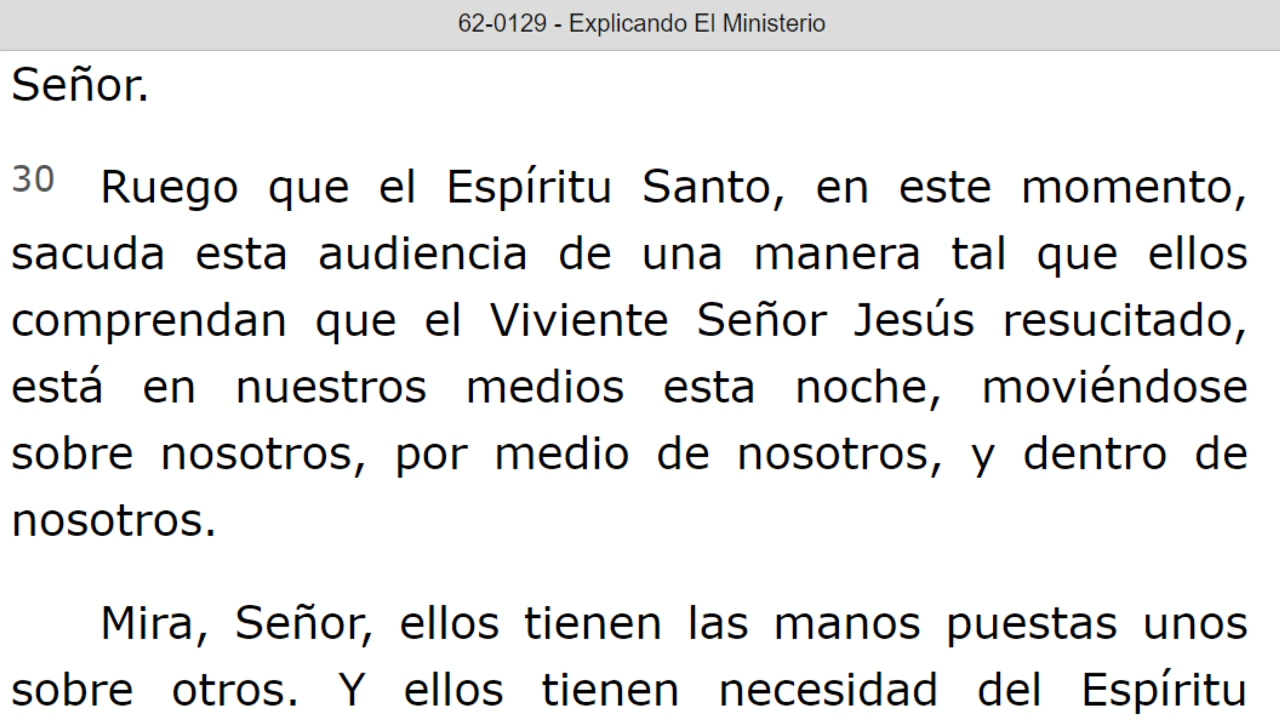 62-0129 - Explicando El Ministerio
Señor.
30 Ruego que el Espíritu Santo, en este momento,
sacuda esta audiencia de una manera tal que ellos
comprendan que el Viviente Señor Jesús resucitado,
está en nuestros medios esta noche, moviéndose
sobre nosotros, por medio de nosotros, y dentro de
nosotros.
Mira, Señor, ellos tienen las manos puestas unos
sobre otros. Y ellos tienen necesidad del Espíritu